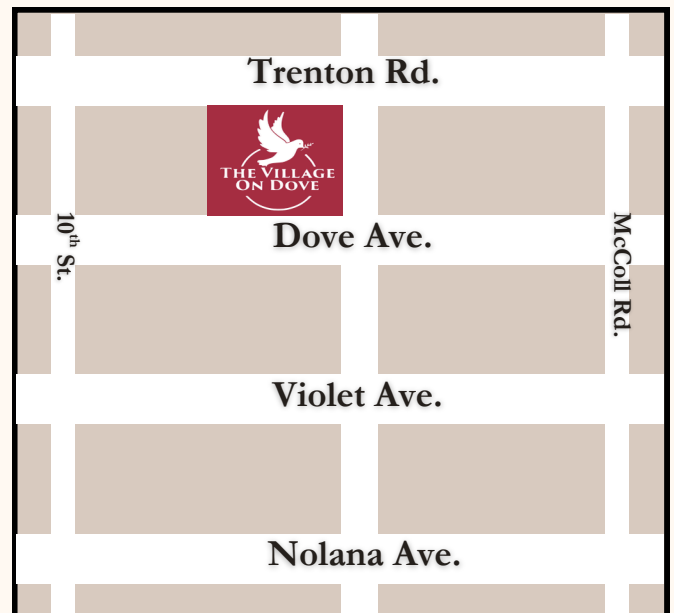 Trenton Rd.
THE VILLAGE
ON DOVE
10th St.
Dove Ave.
McColl Rd.
Violet Ave.
Nolana Ave.